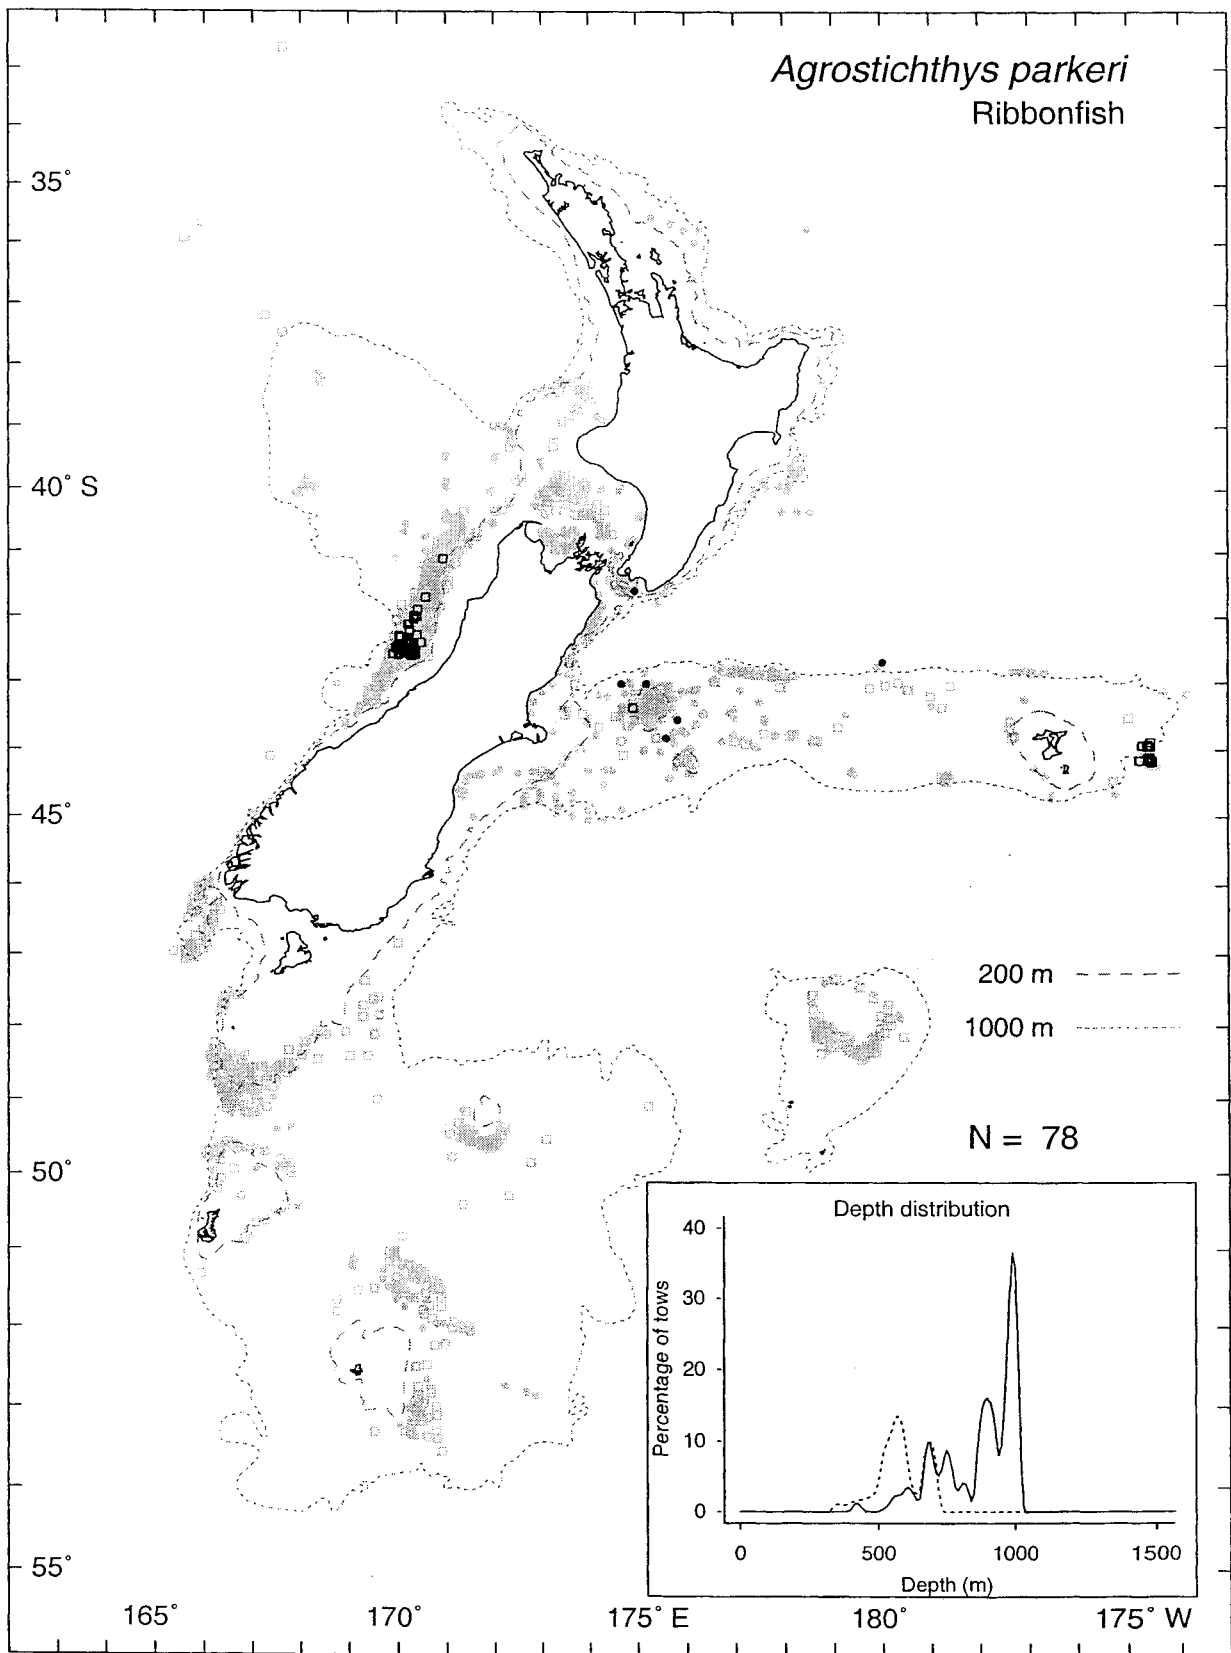 Agrostichthys parkeri
Ribbonfish
35°
40° S
45°
200 m
1000 m
N = 78
50°
Depth distribution
40
30
20
10
0
Percentage of tows
0 500 1000 1500
Depth (m)
55°
165° 170° 175° E 180° 175° W